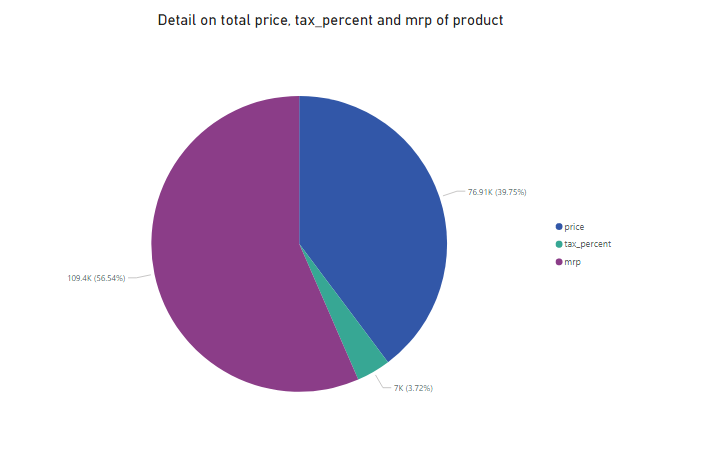 Detail on total price, tax_percent and mrp of product
76.91K (39.75%)
price
tax_percent
mrp
109.4K (56.54%)
7K (3.72%)